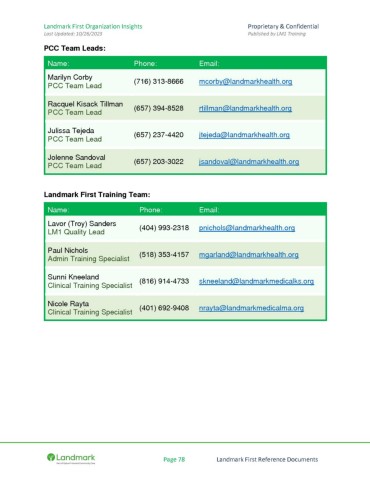 Landmark First Organization Insights Proprietary & Confidential
Last Updated: 10/28/2019 Published by LM1 Training
PCC Team Leads:
Name: Phone: Email:
Marilyn Corby
PCC Team Lead (716) 313-8666 mcorby@landmarkhealth.org
Racquel Kisack Tillman
PCC Team Lead (657) 394-8528 rtillman@landmarkhealth.org
Julissa Tejeda
PCC Team Lead (657) 237-4420 jtejeda@landmarkhealth.org
Jolenne Sandoval
PCC Team Lead (657) 203-3022 jsandoval@landmarkhealth.org
Landmark First Training Team:
Name: Phone: Email:
Lavor (Troy) Sanders
LM1 Quality Lead (404) 993-2318 pnichols@landmarkhealth.org
Paul Nichols
Admin Training Specialist (518) 353-4157 mgarland@landmarkhealth.org
Sunni Kneeland
Clinical Training Specialist (816) 914-4733 skneeland@landmarkmedicalks.org
Nicole Rayta
Clinical Training Specialist (401) 692-9408 nrayta@landmarkmedicalma.org
Landmark
Page 78 Landmark First Reference Documents